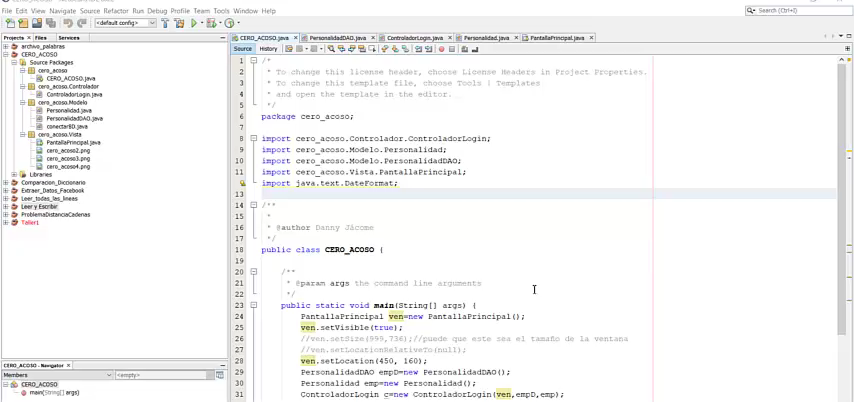 File Edit View Navigate Source Refactor Run Debug Profile Team Tools Window Help
Search (Ctrl+I)
<default config>
Projects Files Services
archivo_palabras
CERO_ACOSO
Source Packages
cero_acoso
CERO_ACOSO.java
cero_acoso.Controlador
ControladorLogin.java
cero_acoso.Modelo
Personalidad.java
PersonalidadDAO.java
conectarBD.java
cero_acoso.Vista
PantallaPrincipal.java
cero_acoso2.png
cero_acoso3.png
cero_acoso4.png
Libraries
Comparacion_Diccionario
Extraer_Datos_Facebook
Leer_todas_las_lineas
Leer y Escribir
ProblemaDistanciaCadenas
Taller1
CERO_ACOSO - Navigator
Members <empty>
CERO_ACOSO
main(String[] args)
CERO_ACOSO.java PersonalidadDAO.java ControladorLogin.java Personalidad.java PantallaPrincipal.java
Source History
1 /*
2 * To change this license header, choose License Headers in Project Properties.
3 * To change this template file, choose Tools | Templates
4 * and open the template in the editor.
5 */
6 package cero_acoso;
7
8 import cero_acoso.Controlador.ControladorLogin;
9 import cero_acoso.Modelo.Personalidad;
10 import cero_acoso.Modelo.PersonalidadDAO;
11 import cero_acoso.Vista.PantallaPrincipal;
import java.text.DateFormat;
13
14 /**
15 *
16 * @author Danny Jácome
17 */
18 public class CERO_ACOSO {
19
20 /**
21 * @param args the command line arguments
22 */
23 public static void main(String[] args) {
24 PantallaPrincipal ven=new PantallaPrincipal();
25 ven.setVisible(true);
26 //ven.setSize(999,736);//puede que este sea el tamaño de la ventana
27 //ven.setLocationRelativeTo(null);
28 ven.setLocation(450, 160);
29 PersonalidadDAO empD=new PersonalidadDAO();
30 Personalidad emp=new Personalidad();
31 ControladorLogin c=new ControladorLogin(ven,empD,emp);